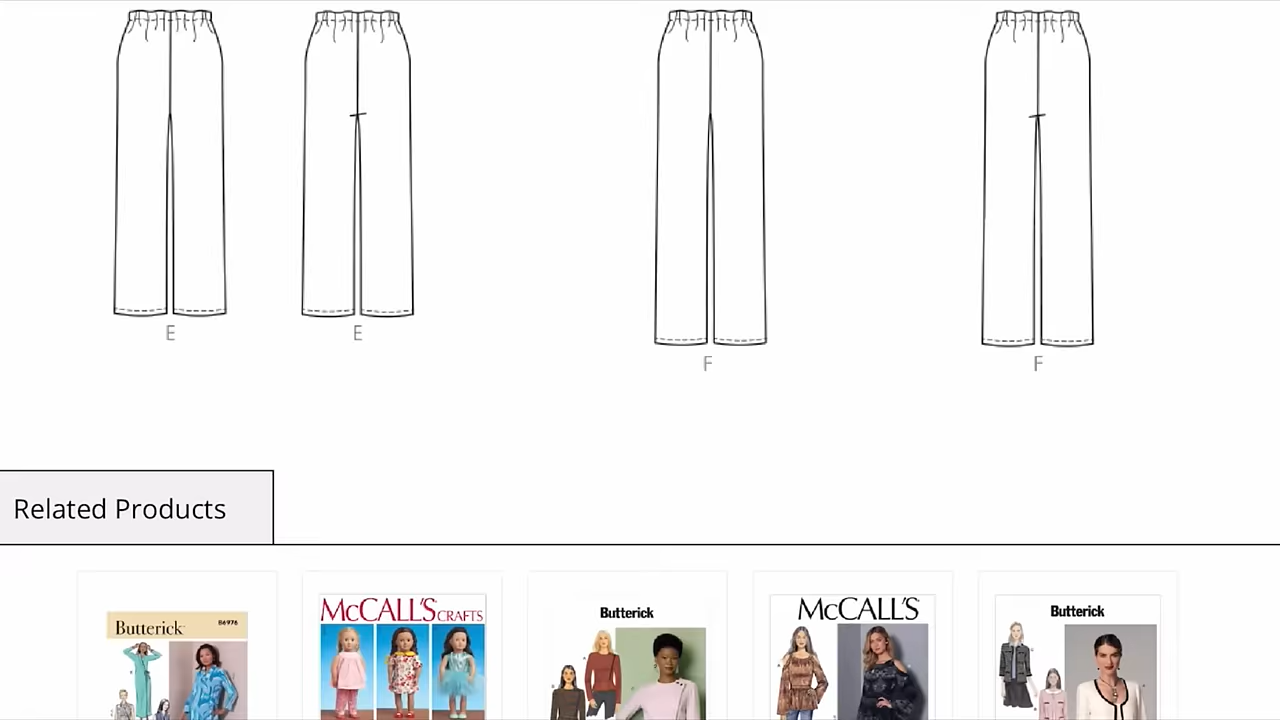 E
E
F
F
Related Products
Butterick
B6976
McCALL'S CRAFTS
Butterick
McCALL'S
Butterick